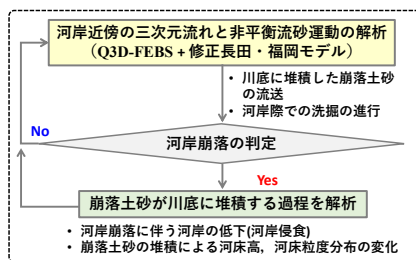 河岸近傍の三次元流れと非平衡流砂運動の解析
（Q3D-FEBS + 修正長田・福岡モデル）
• 川底に堆積した崩落土砂
の流送
• 河岸際での洗掘の進行
No
河岸崩落の判定
Yes
崩落土砂が川底に堆積する過程を解析
• 河岸崩落に伴う河岸の低下(河岸侵食)
• 崩落土砂の堆積による河床高，河床粒度分布の変化